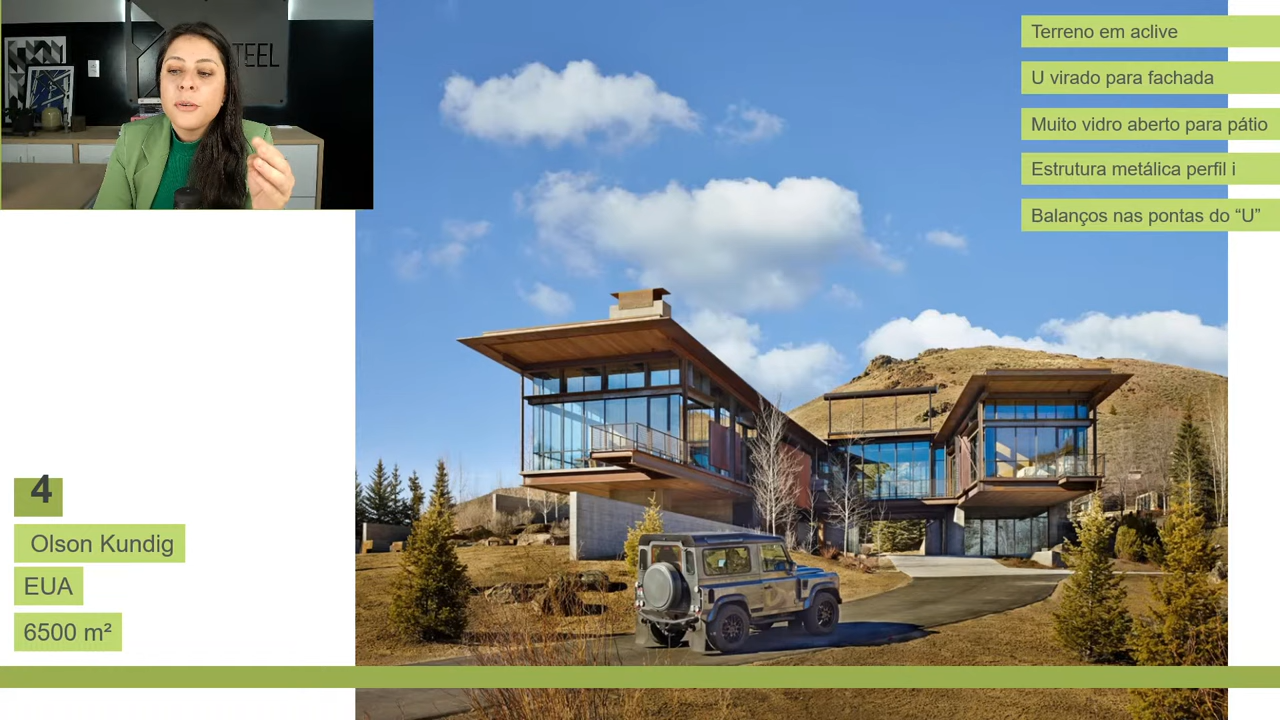 TEEL
Terreno em aclive
U virado para fachada
Muito vidro aberto para pátio
Estrutura metálica perfil i
Balanços nas pontas do “U”
4
Olson Kundig
EUA
6500 m²